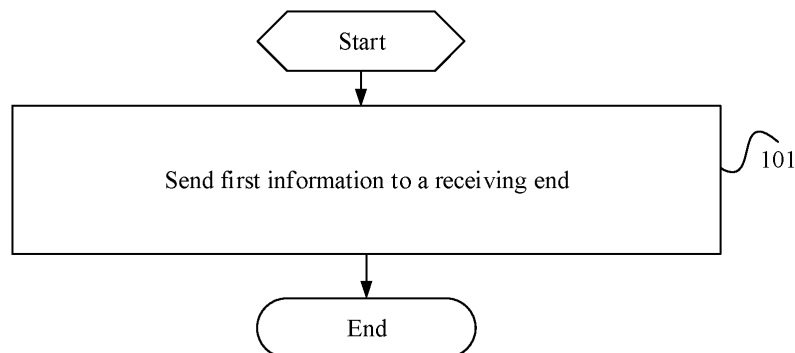 Start
Send first information to a receiving end
101
End